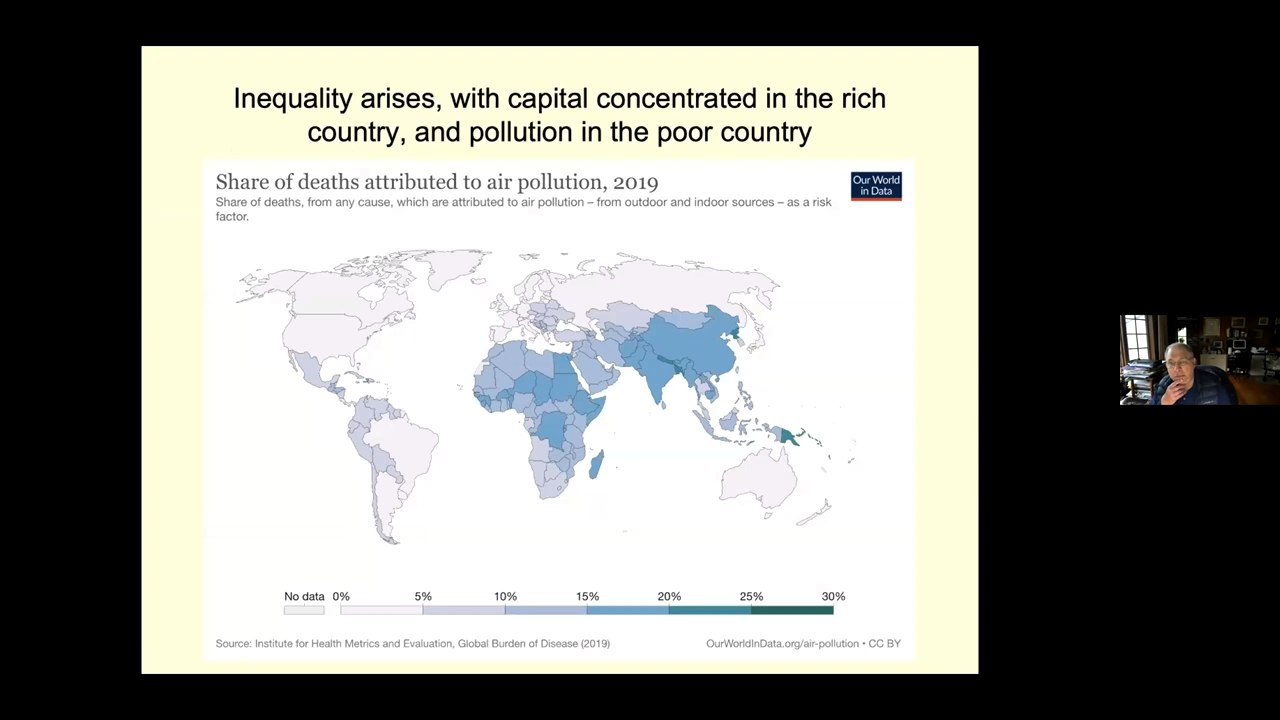 Inequality arises, with capital concentrated in the rich
country, and pollution in the poor country
Share of deaths attributed to air pollution, 2019
Our World
in Data
Share of deaths, from any cause, which are attributed to air pollution – from outdoor and indoor sources – as a risk
factor.
No data 0% 5% 10% 15% 20% 25% 30%
Source: Institute for Health Metrics and Evaluation, Global Burden of Disease (2019) OurWorldInData.org/air-pollution • CC BY